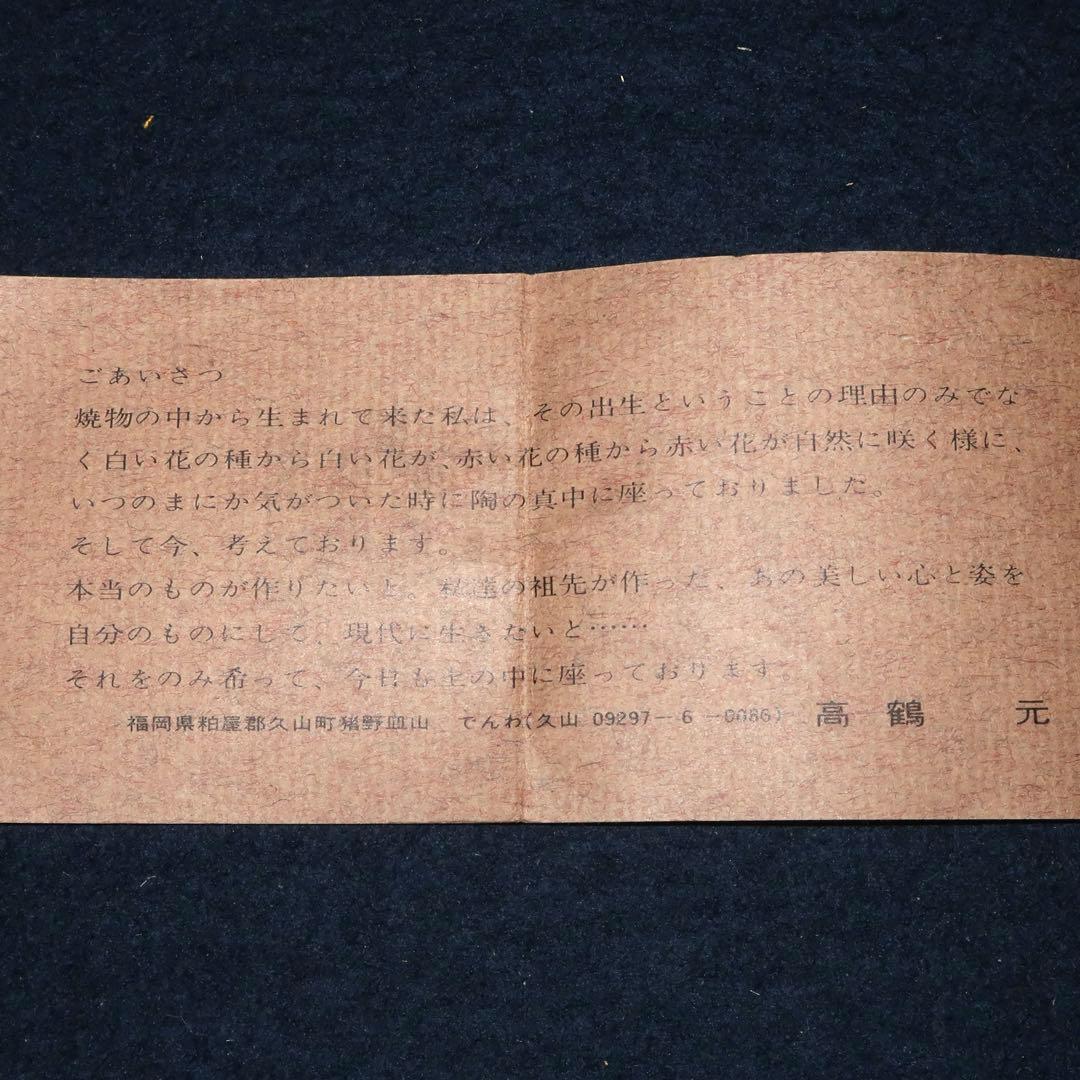 ごあいさつ
焼物の中から生まれて来た私は、その出生ということの理由のみでな
く白い花の種から白い花が、赤い花の種から赤い花が自然に咲く様に、
いつのまにか気がついた時に陶の真中に座っておりました。
そして今、考えております。
本当のものが作りたいと。私達の祖先が作った、あの美しい心と姿を
自分のものにして、現代に生きたいと……
それをのみ希って、今日も土の中に座っております。
福岡県粕屋郡久山町猪野皿山 でんわ(久山 09297-6-0086) 高鶴 元